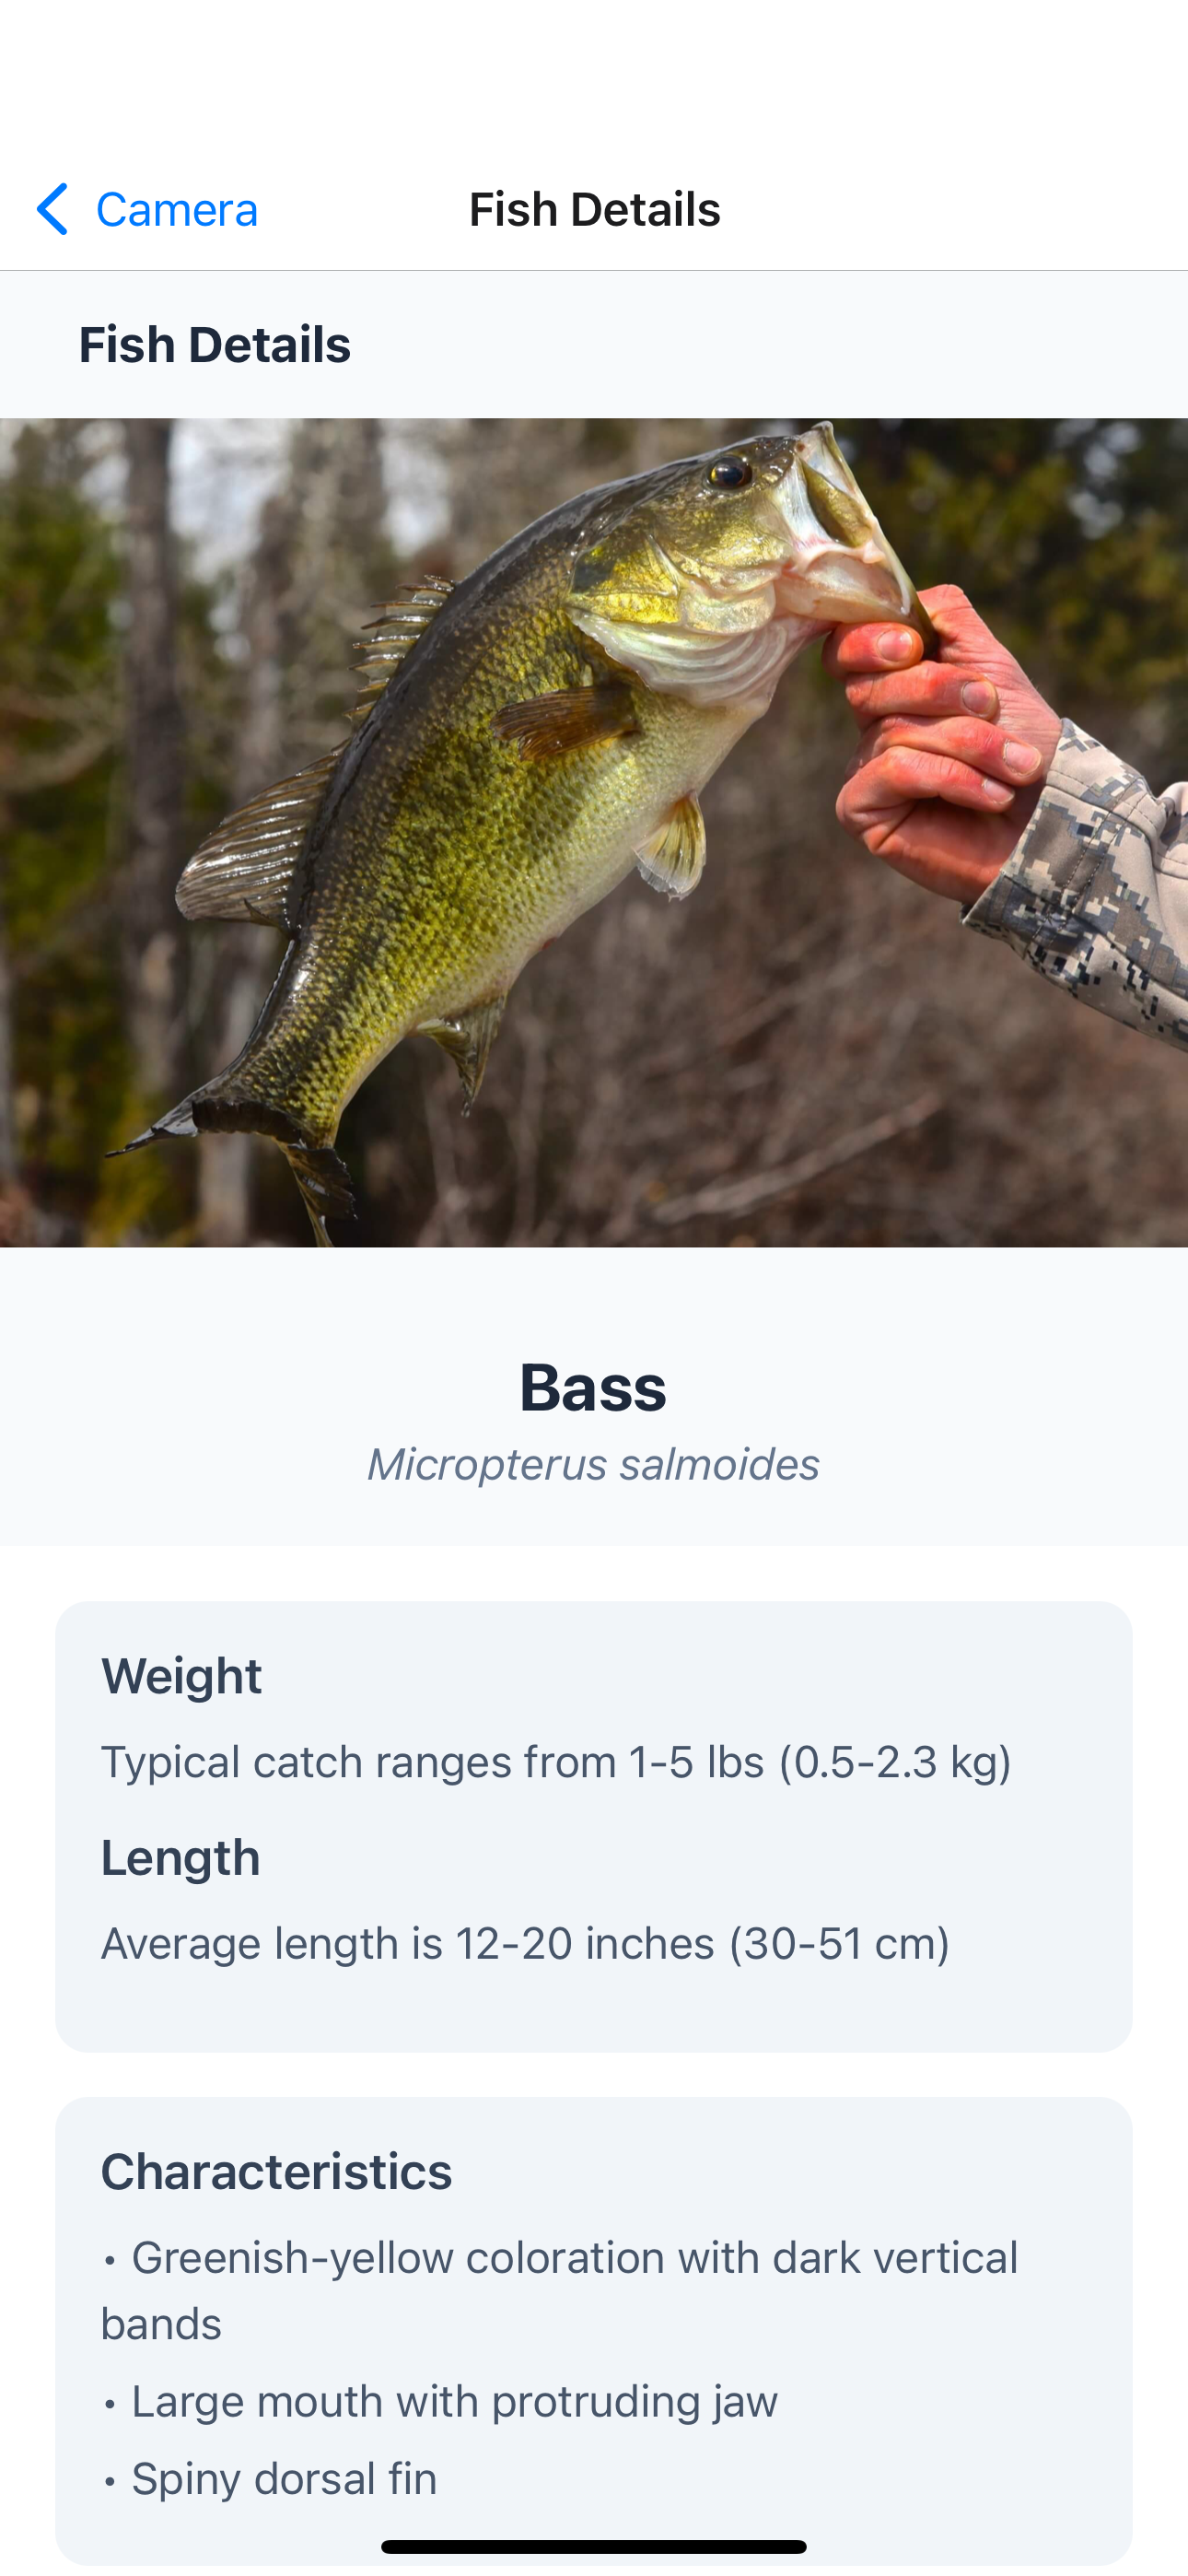 Camera
Fish Details
Fish Details
Bass
Micropterus salmoides
Weight
Typical catch ranges from 1-5 lbs (0.5-2.3 kg)
Length
Average length is 12-20 inches (30-51 cm)
Characteristics
• Greenish-yellow coloration with dark vertical
bands
• Large mouth with protruding jaw
• Spiny dorsal fin